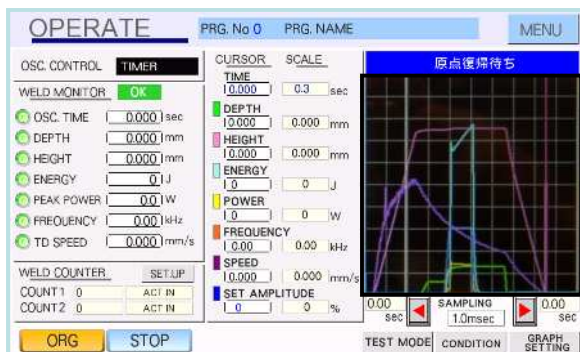 OPERATE PRG. No 0 PRG. NAME MENU
OSC. CONTROL TIMER
WELD MONITOR OK
OSC. TIME 0.000 sec
DEPTH 0.000 mm
HEIGHT 0.000 mm
ENERGY 0 J
PEAK POWER 0.0 W
FREQUENCY 0.00 kHz
TD SPEED 0.000 mm/s
WELD COUNTER SET.UP
COUNT1 0 ACT IN
COUNT2 0 ACT IN
ORG STOP
CURSOR SCALE
TIME
0.000 0.3 sec
DEPTH
0.000 0.000 mm
HEIGHT
0.000 0.000 mm
ENERGY
0 0 J
POWER
0 0 W
FREQUENCY
0.00 0.00 kHz
SPEED
0.000 0.000 mm/s
SET AMPLITUDE
0 0 %
原点復帰待ち
0.00 sec SAMPLING 1.0msec 0.00 sec
TEST MODE CONDITION GRAPH SETTING